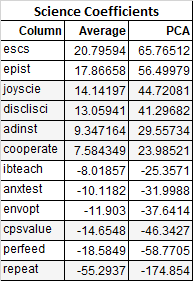 Science Coefficients
Column Average PCA
escs 20.79594 65.76512
epist 17.86658 56.49979
joyscie 14.14197 44.72081
disclisci 13.05941 41.29682
adinst 9.347164 29.55734
cooperate 7.584349 23.98521
ibteach -8.01857 -25.3571
anxtest -10.1182 -31.9988
envopt -11.903 -37.6414
cpsvalue -14.6548 -46.3427
perfeed -18.5849 -58.7705
repeat -55.2937 -174.854